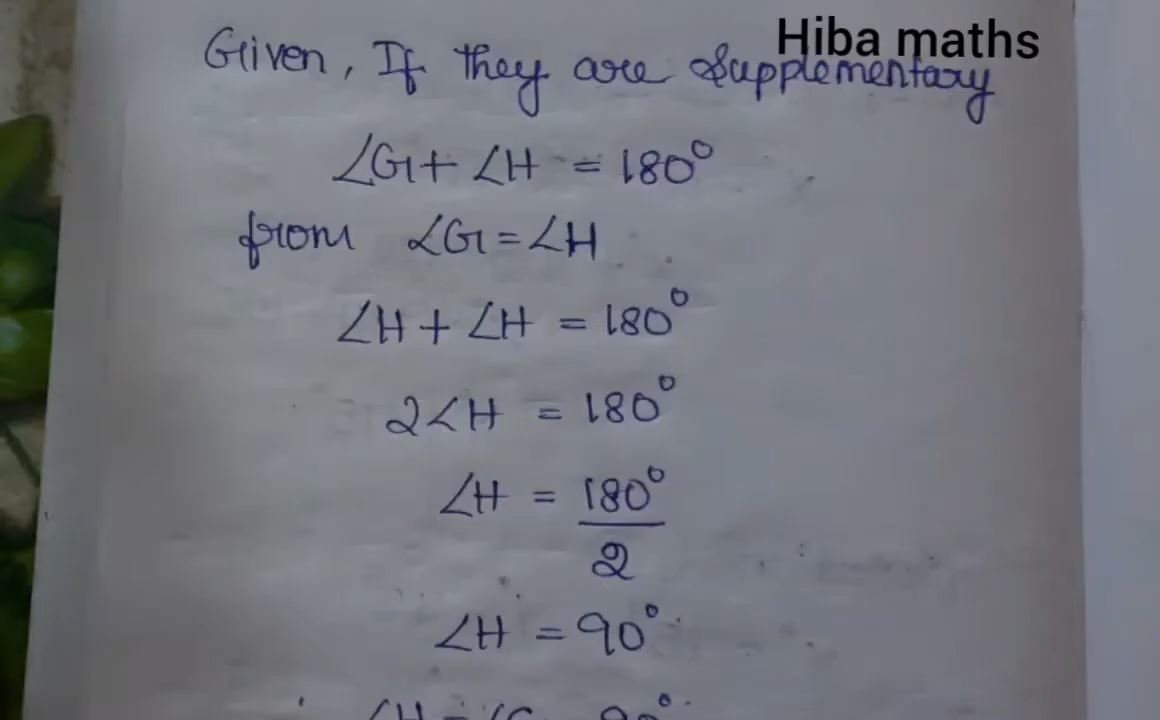 Hiba maths
Given, If they are Supplementary
∠G+ ∠H = 180°
from ∠G = ∠H
∠H + ∠H = 180°
2∠H = 180°
∠H = 180°
2
∠H = 90°